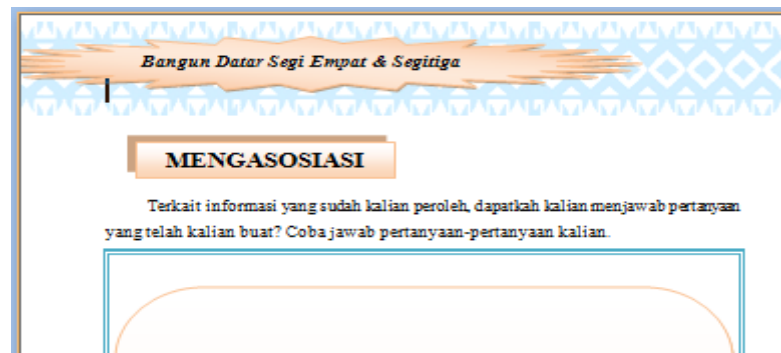 Bangun Datar Segi Empat & Segitiga
MENGASOSIASI
Terkait informasi yang sudah kalian peroleh, dapatkah kalian menjawab pertanyaan
yang telah kalian buat? Coba jawab pertanyaan-pertanyaan kalian.